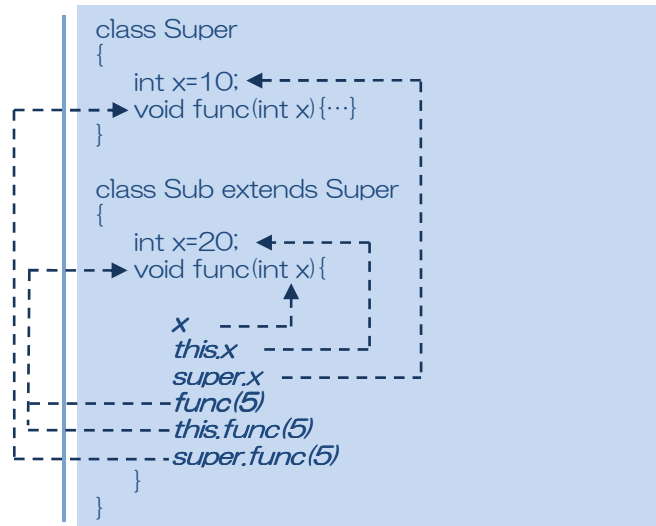 class Super
{
int x=10;
void func(int x){⋯}
}
class Sub extends Super
{
int x=20;
void func(int x){
x
this.x
super.x
func(5)
this.func(5)
super.func(5)
}
}